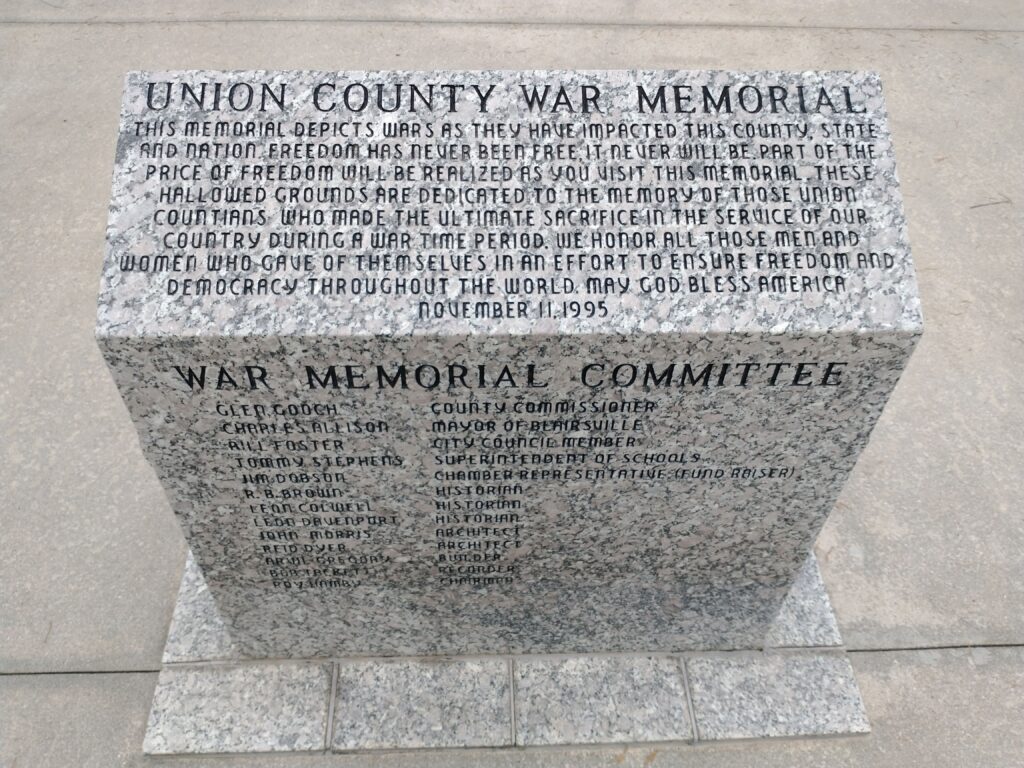 UNION COUNTY WAR MEMORIAL
THIS MEMORIAL DEPICTS WARS AS THEY HAVE IMPACTED THIS COUNTY, STATE
AND NATION. FREEDOM HAS NEVER BEEN FREE. IT NEVER WILL BE. PART OF THE
PRICE OF FREEDOM WILL BE REALIZED AS YOU VISIT THIS MEMORIAL. THESE
HALLOWED GROUNDS ARE DEDICATED TO THE MEMORY OF THOSE UNION
COUNTIANS, WHO MADE THE ULTIMATE SACRIFICE IN THE SERVICE OF OUR
COUNTRY DURING A WAR TIME PERIOD. WE HONOR ALL THOSE MEN AND
WOMEN WHO GAVE OF THEMSELVES IN AN EFFORT TO ENSURE FREEDOM AND
DEMOCRACY THROUGHOUT THE WORLD. MAY GOD BLESS AMERICA
NOVEMBER 11, 1995
WAR MEMORIAL COMMITTEE
GLEN GOOCH COUNTY COMMISSIONER
CHARLES ALLISON MAYOR OF BLAIRSVILLE
BILL FOSTER CITY COUNCIL MEMBER
TOMMY STEPHENS SUPERINTENDENT OF SCHOOLS
JIM DOBSON CHAMBER REPRESENTATIVE (FUND RAISER)
R. B. BROWN HISTORIAN
LEON COLWELL HISTORIAN
LEON DAVENPORT HISTORIAN
JOHN MORRIS ARCHITECT
REID DYER ARCHITECT
GREGORY BUILDER
BOB RECORDER
ROY HAMBY CHAIRMAN